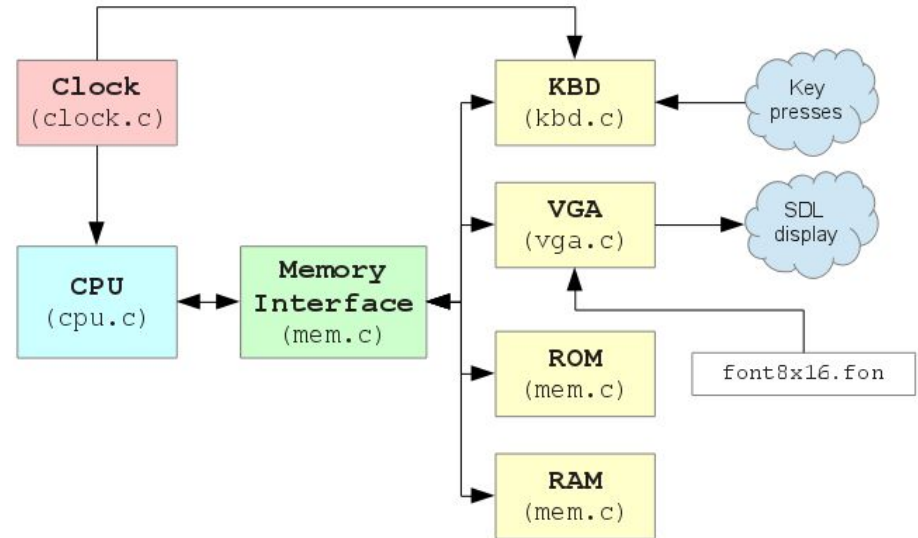 Clock
(clock.c)
KBD
(kbd.c)
Key
presses
VGA
(vga.c)
SDL
display
CPU
(cpu.c)
Memory
Interface
(mem.c)
ROM
(mem.c)
font8x16.fon
RAM
(mem.c)